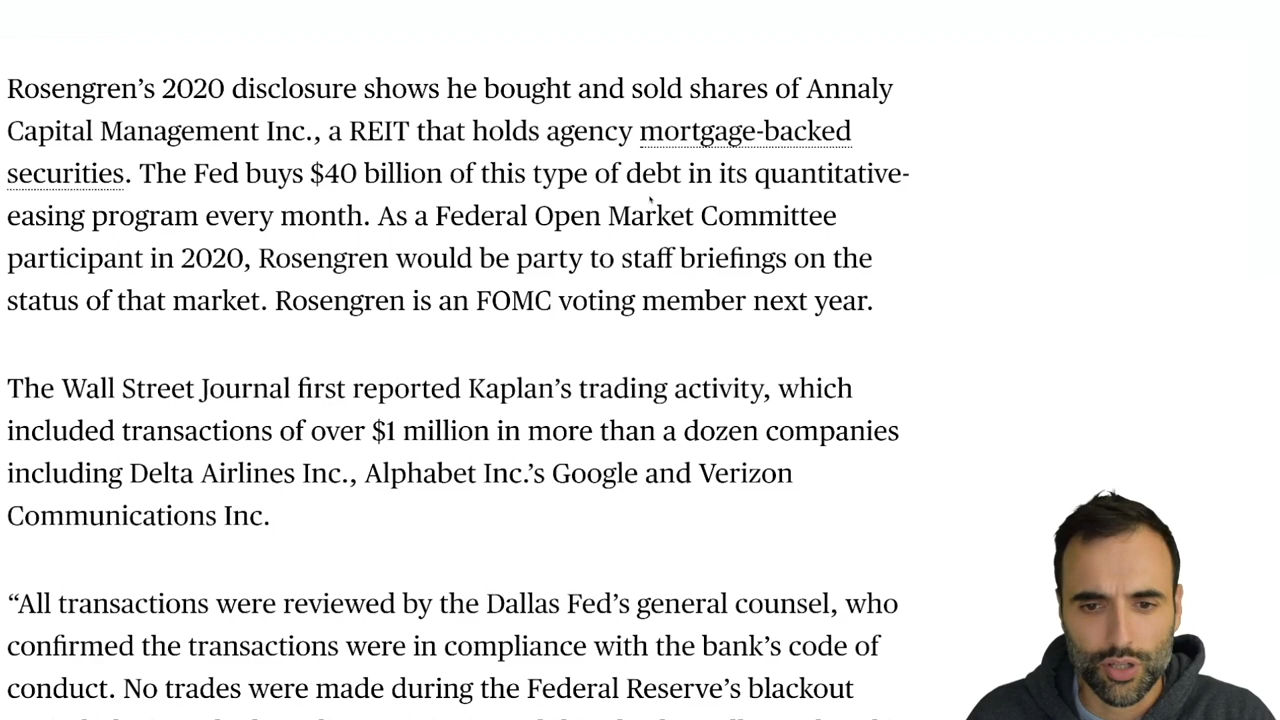 Rosengren’s 2020 disclosure shows he bought and sold shares of Annaly
Capital Management Inc., a REIT that holds agency mortgage-backed
securities. The Fed buys $40 billion of this type of debt in its quantitative-
easing program every month. As a Federal Open Market Committee
participant in 2020, Rosengren would be party to staff briefings on the
status of that market. Rosengren is an FOMC voting member next year.
The Wall Street Journal first reported Kaplan’s trading activity, which
included transactions of over $1 million in more than a dozen companies
including Delta Airlines Inc., Alphabet Inc.’s Google and Verizon
Communications Inc.
“All transactions were reviewed by the Dallas Fed’s general counsel, who
confirmed the transactions were in compliance with the bank’s code of
conduct. No trades were made during the Federal Reserve’s blackout